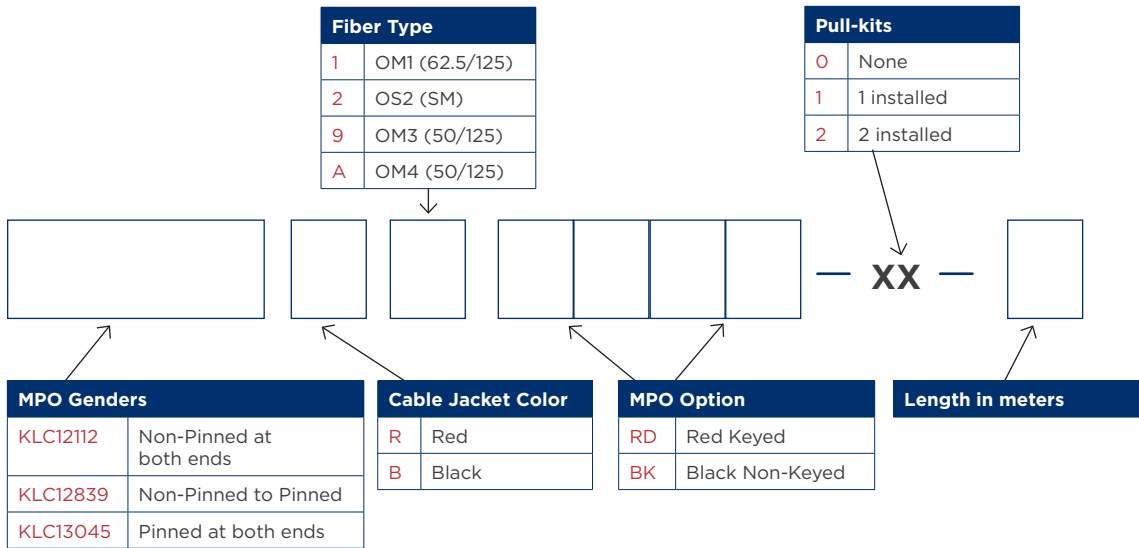 Fiber Type
1 OM1 (62.5/125)
2 OS2 (SM)
9 OM3 (50/125)
A OM4 (50/125)
Pull-kits
0 None
1 1 installed
2 2 installed
— XX —
MPO Genders
KLC12112 Non-Pinned at
both ends
KLC12839 Non-Pinned to Pinned
KLC13045 Pinned at both ends
Cable Jacket Color
R Red
B Black
MPO Option
RD Red Keyed
BK Black Non-Keyed
Length in meters